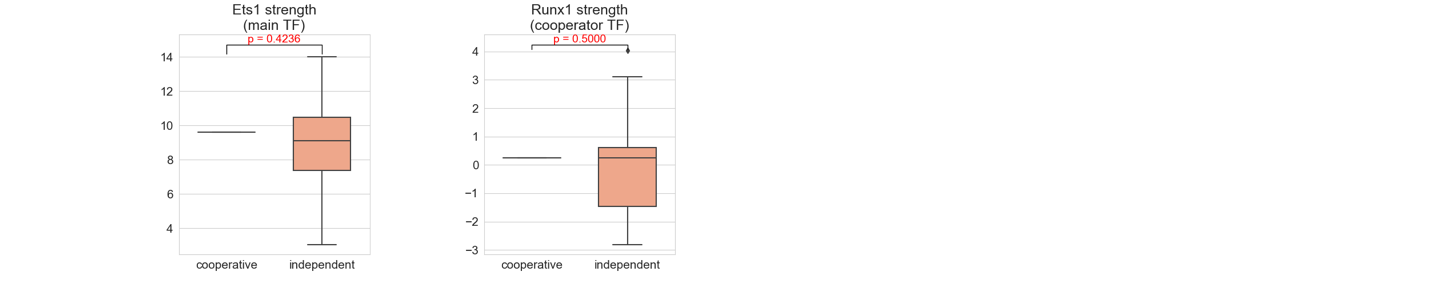 Ets1 strength
(main TF)
p = 0.4236
14
12
10
8
6
4
cooperative
independent
Runx1 strength
(cooperator TF)
p = 0.5000
4
3
2
1
0
−1
−2
−3
cooperative
independent